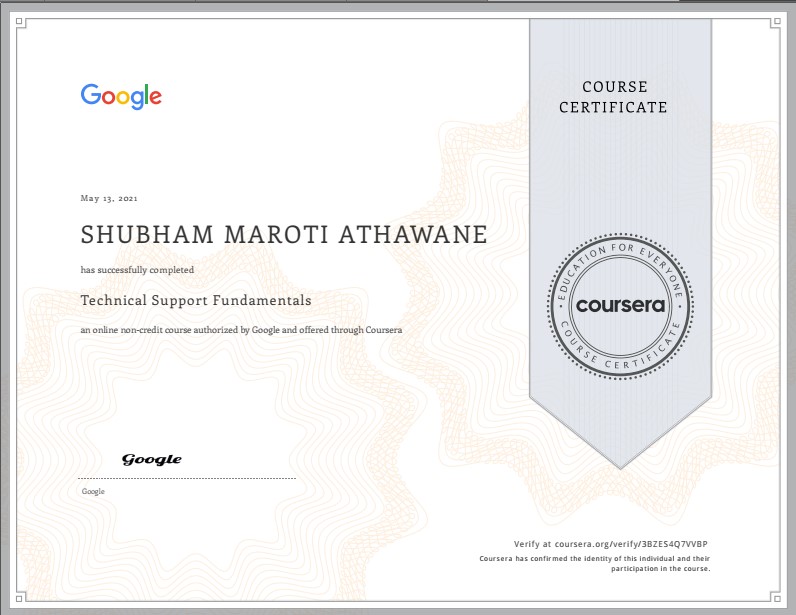 Google
COURSE
CERTIFICATE
May 13, 2021
SHUBHAM MAROTI ATHAWANE
has successfully completed
Technical Support Fundamentals
an online non-credit course authorized by Google and offered through Coursera
EDUCATION FOR EVERYONE
coursera
COURSE CERTIFICATE
Google
Google
Verify at coursera.org/verify/3BZES4Q7VVBP
Coursera has confirmed the identity of this individual and their
participation in the course.